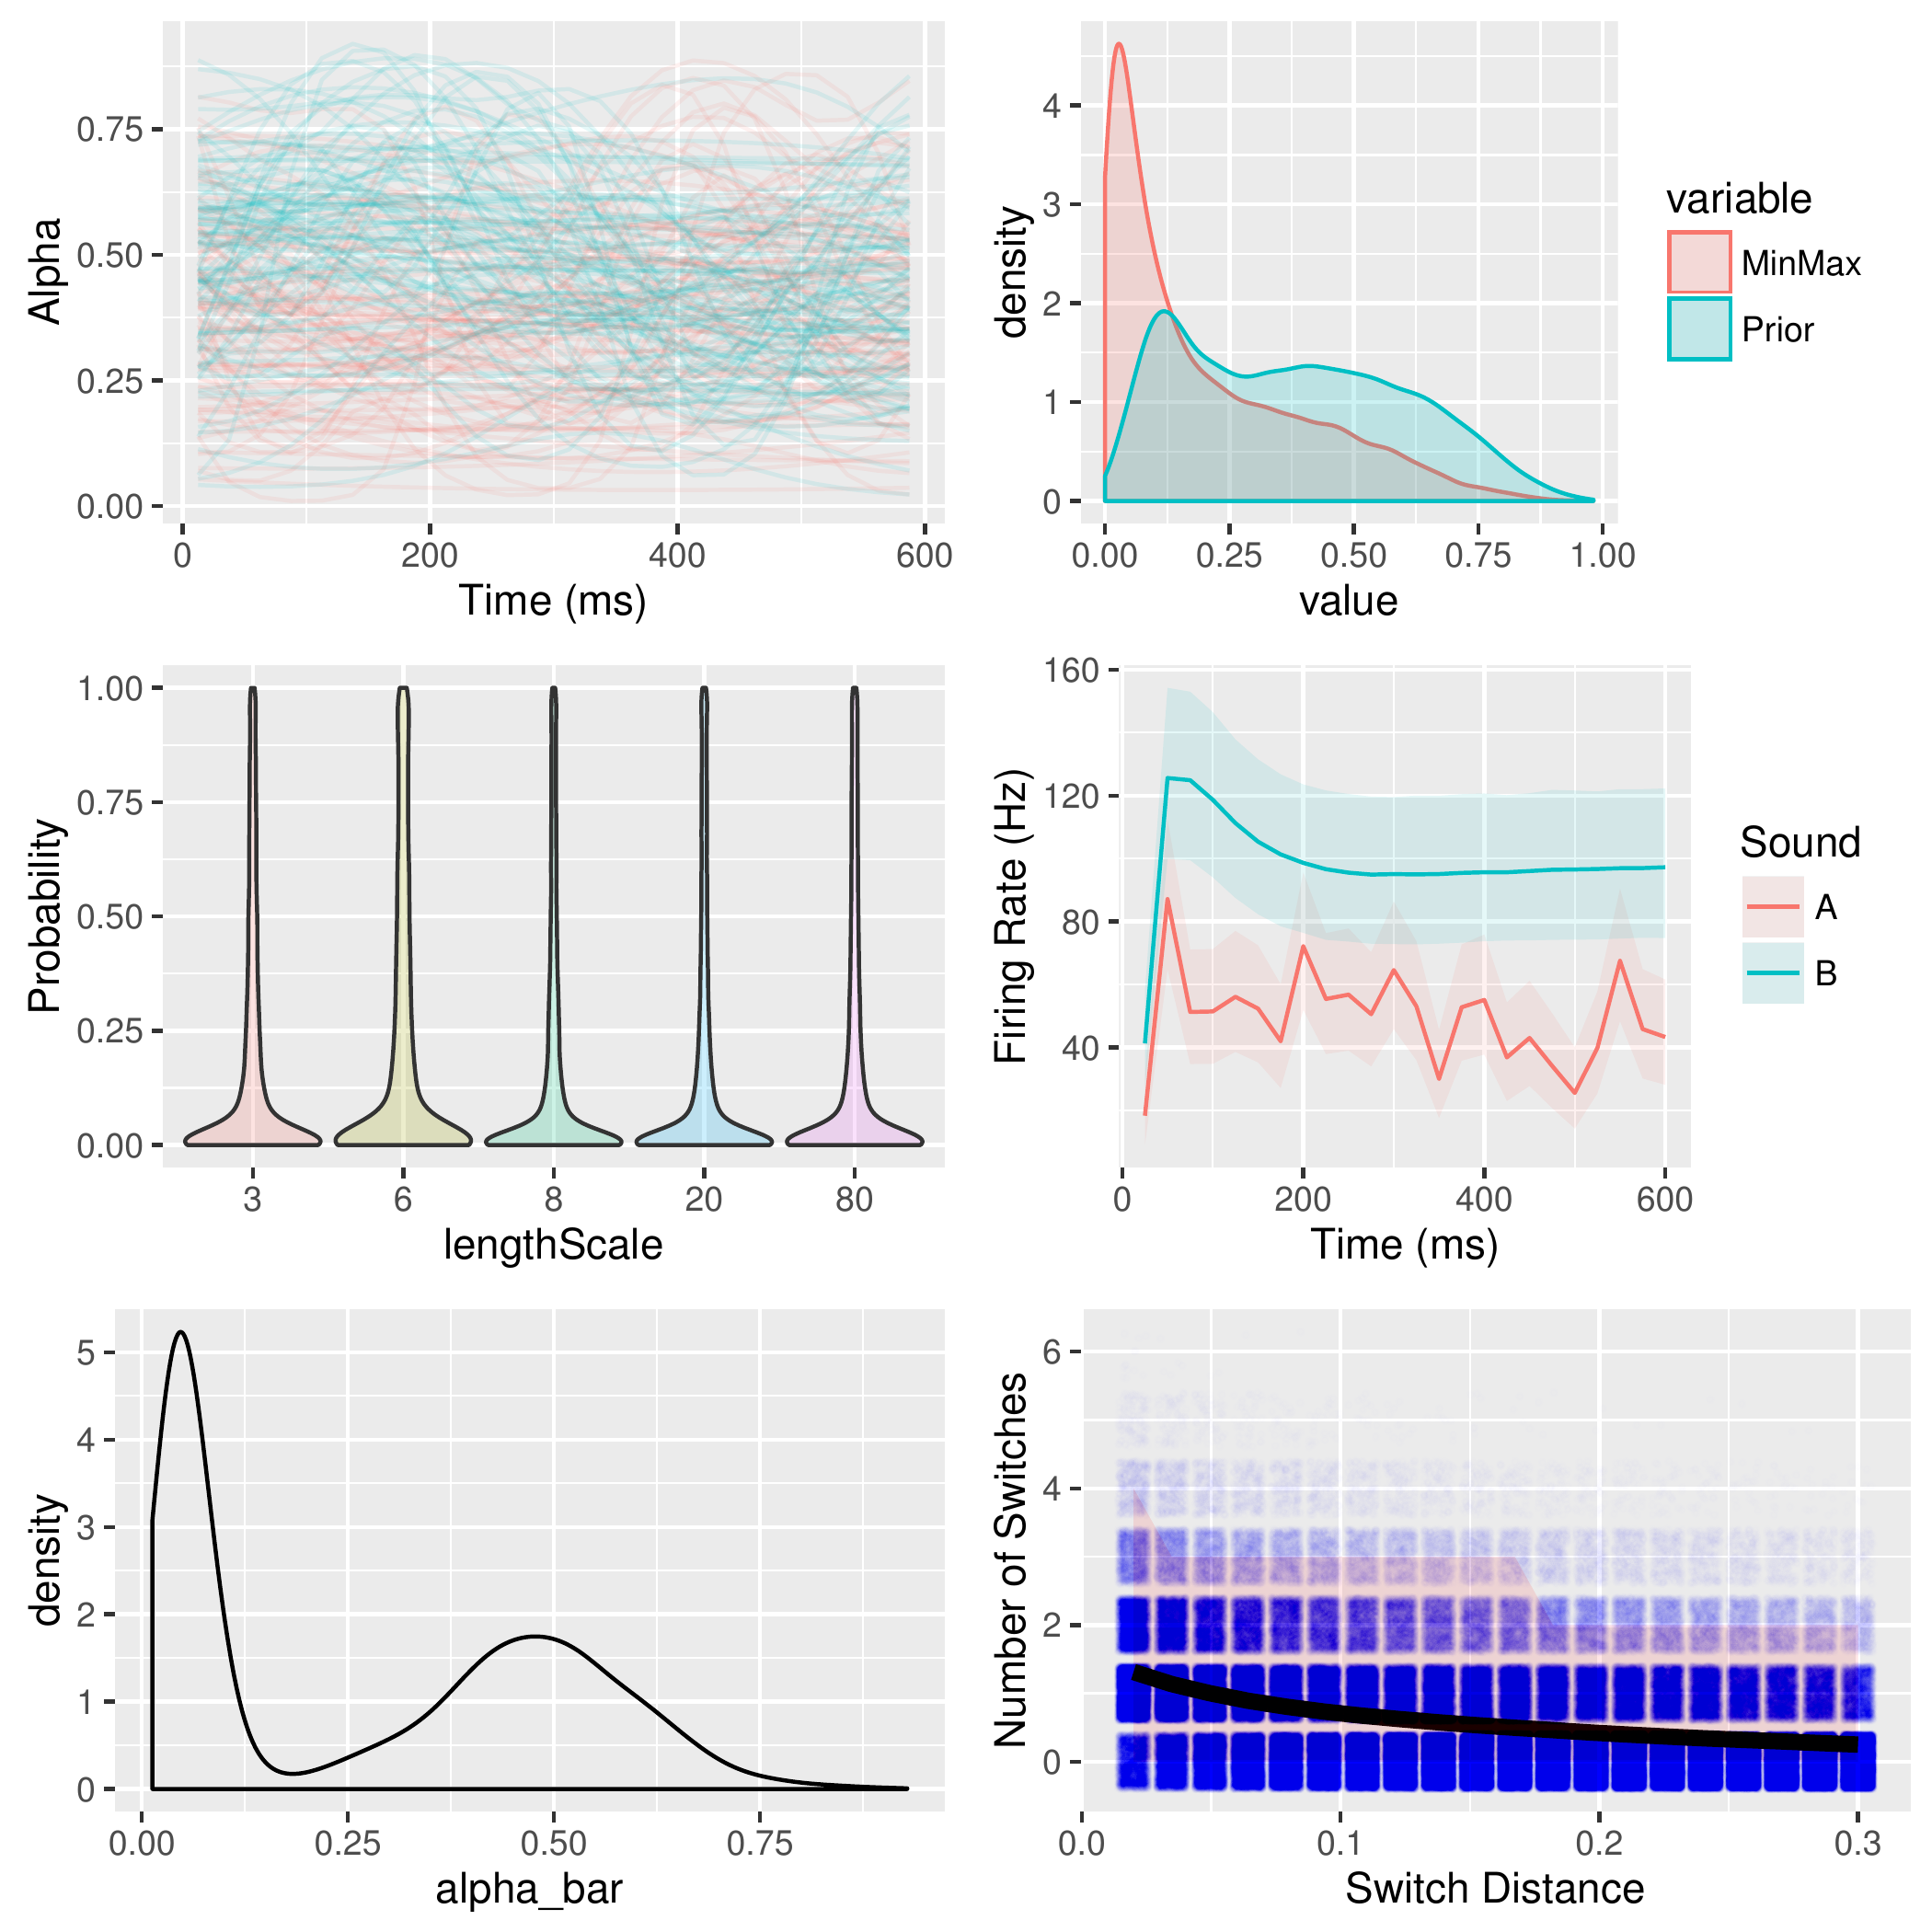 Alpha
0.75
0.50
0.25
0.00
0 200 400 600
Time (ms)
density
4
3
2
1
0
0.00 0.25 0.50 0.75 1.00
value
variable
MinMax
Prior
Probability
1.00
0.75
0.50
0.25
0.00
3 6 8 20 80
lengthScale
Firing Rate (Hz)
160
120
80
40
0 200 400 600
Time (ms)
Sound
A
B
density
5
4
3
2
1
0
0.00 0.25 0.50 0.75
alpha_bar
Number of Switches
6
4
2
0
0.0 0.1 0.2 0.3
Switch Distance